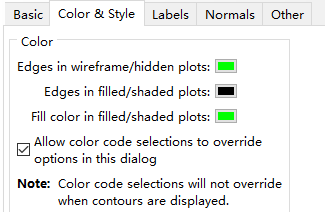 Basic Color & Style Labels Normals Other
Color
Edges in wireframe/hidden plots:
Edges in filled/shaded plots:
Fill color in filled/shaded plots:
Allow color code selections to override
options in this dialog
Note: Color code selections will not override
when contours are displayed.